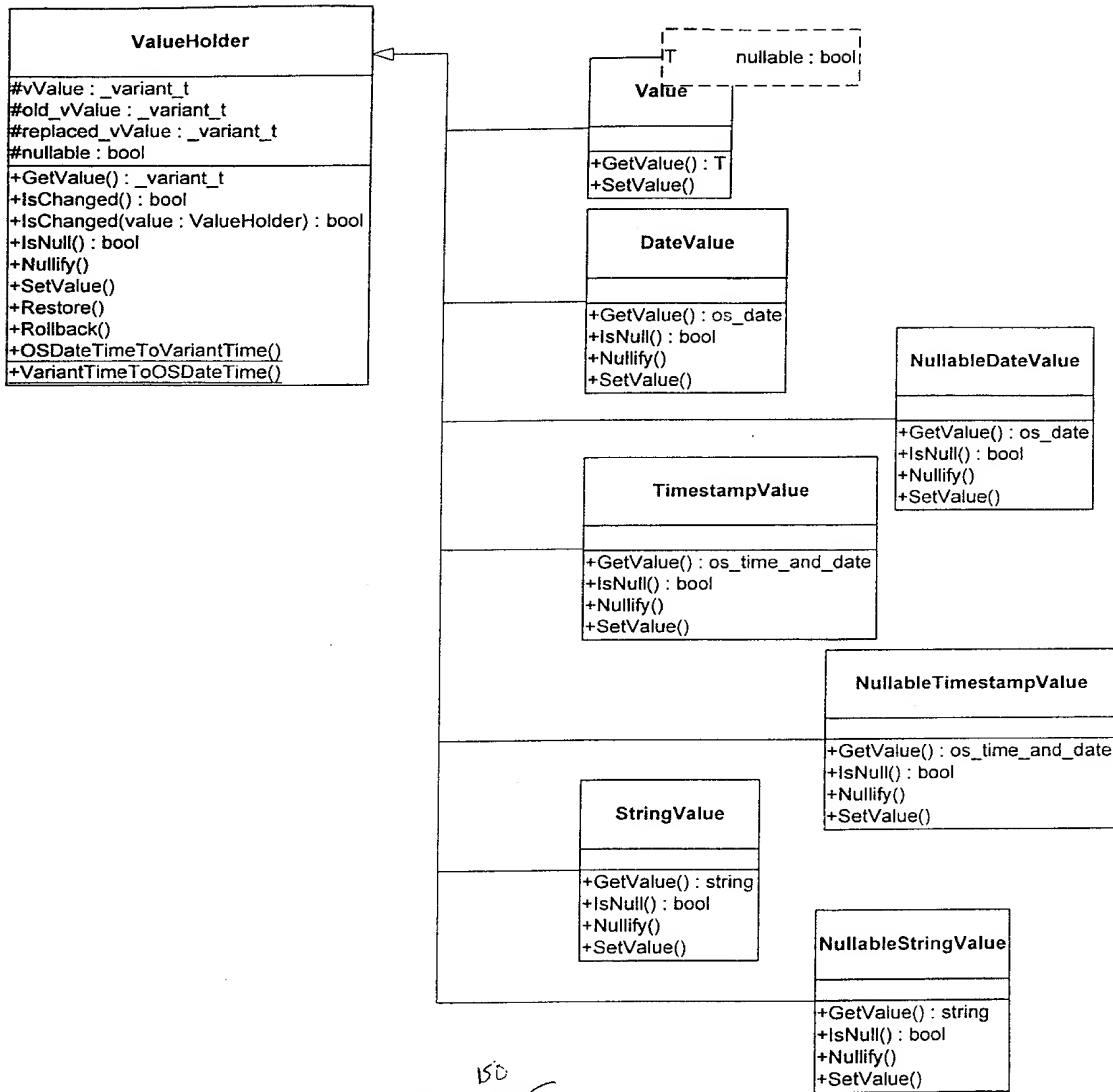 ValueHolder
#vValue : _variant_t
#old_vValue : _variant_t
#replaced_vValue : _variant_t
#nullable : bool
+GetValue() : _variant_t
+IsChanged() : bool
+IsChanged(value : ValueHolder) : bool
+IsNull() : bool
+Nullify()
+SetValue()
+Restore()
+Rollback()
+OSDateTimeToVariantTime()
+VariantTimeToOSDateTime()
T nullable : bool
Value
+GetValue() : T
+SetValue()
DateValue
+GetValue() : os_date
+IsNull() : bool
+Nullify()
+SetValue()
NullableDateValue
+GetValue() : os_date
+IsNull() : bool
+Nullify()
+SetValue()
TimestampValue
+GetValue() : os_time_and_date
+IsNull() : bool
+Nullify()
+SetValue()
NullableTimestampValue
+GetValue() : os_time_and_date
+IsNull() : bool
+Nullify()
+SetValue()
StringValue
+GetValue() : string
+IsNull() : bool
+Nullify()
+SetValue()
NullableStringValue
+GetValue() : string
+IsNull() : bool
+Nullify()
+SetValue()
150